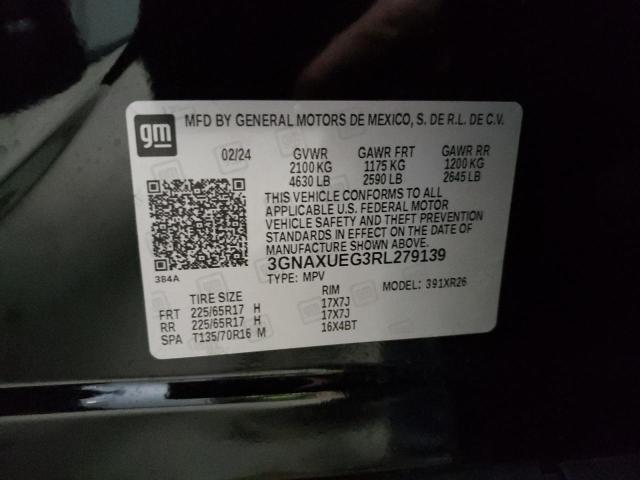 gm
MFD BY GENERAL MOTORS DE MEXICO, S. DE R.L. DE C.V.
02/24 GVWR GAWR FRT GAWR RR
2100 KG 1175 KG 1200 KG
4630 LB 2590 LB 2645 LB
THIS VEHICLE CONFORMS TO ALL
APPLICABLE U.S. FEDERAL MOTOR
VEHICLE SAFETY AND THEFT PREVENTION
STANDARDS IN EFFECT ON THE DATE OF
MANUFACTURE SHOWN ABOVE.
3GNAXUEG3RL279139
384A
TYPE: MPV MODEL: 391XR26
TIRE SIZE RIM
FRT 225/65R17 H 17X7J
RR 225/65R17 H 17X7J
SPA T135/70R16 M 16X4BT